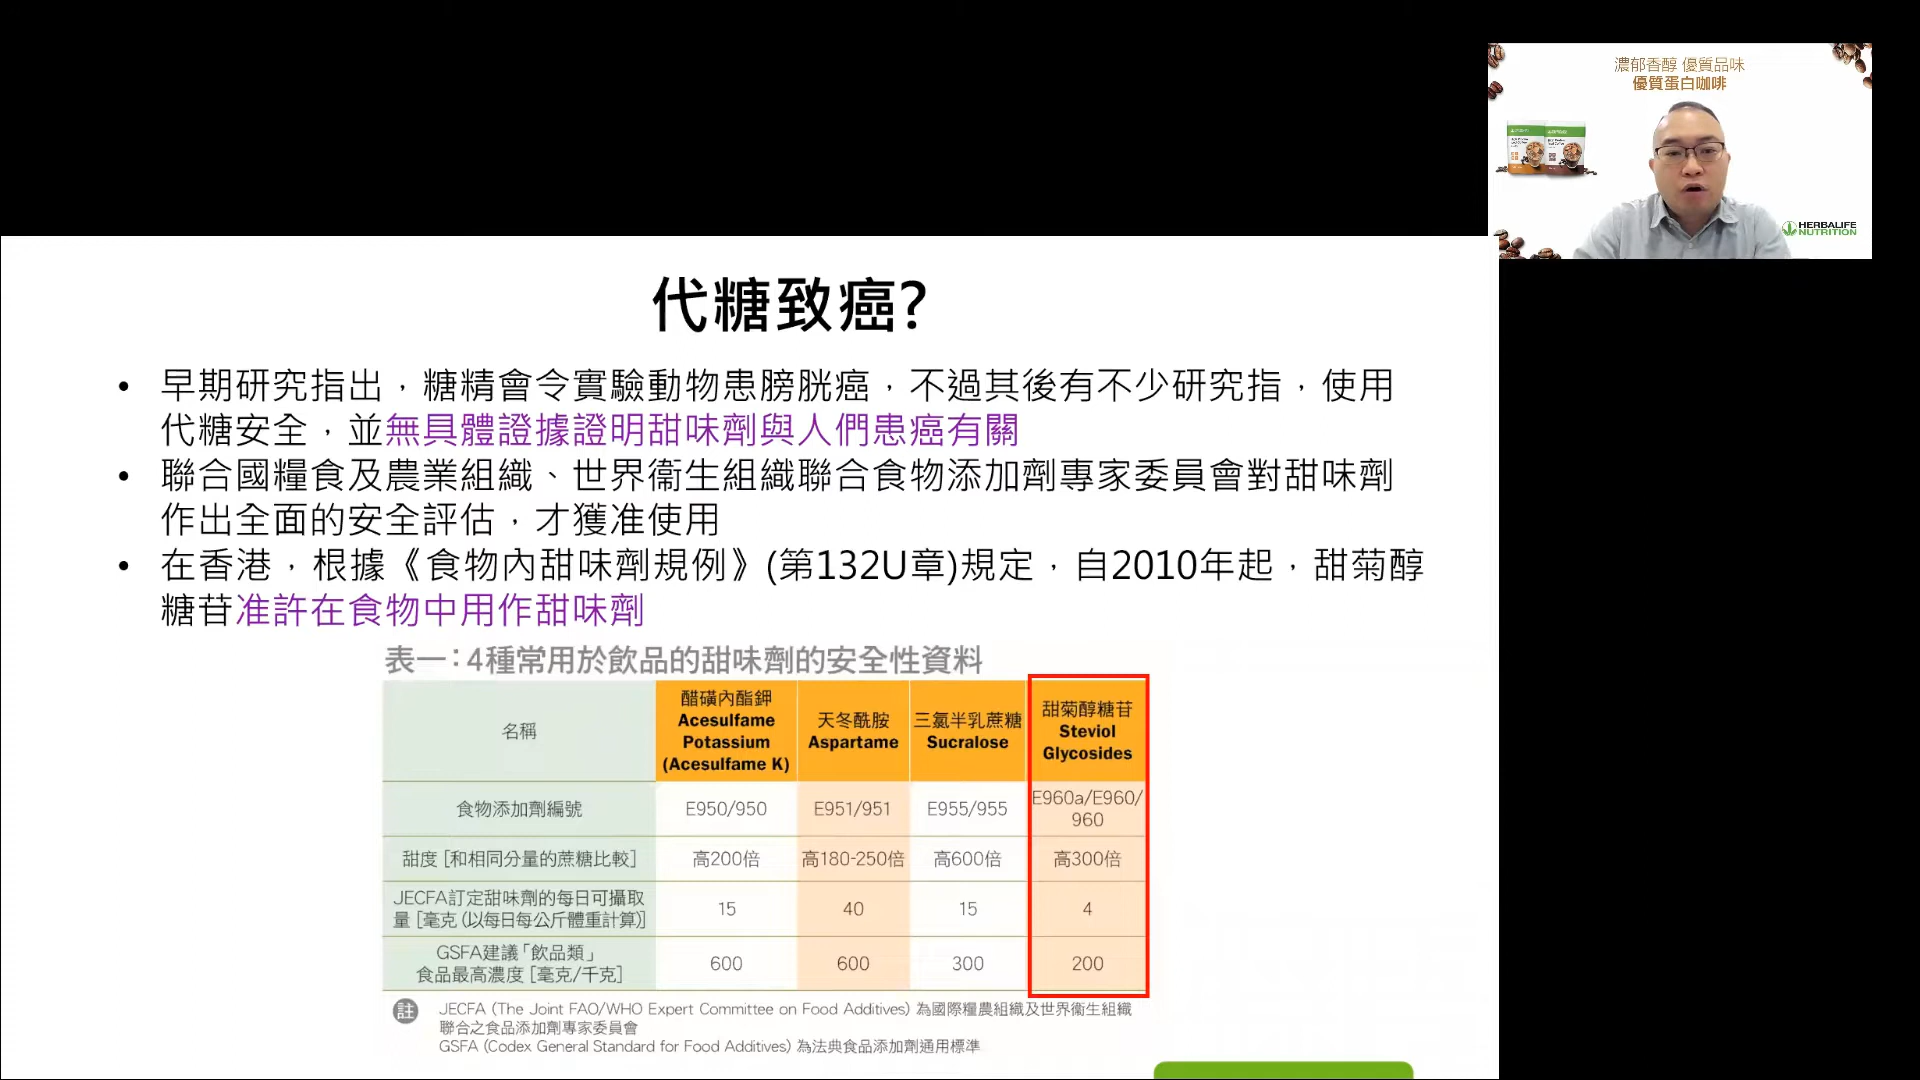 濃郁香醇 優質品味
優質蛋白咖啡
HERBALIFE
NUTRITION
代糖致癌?
• 早期研究指出，糖精會令實驗動物患膀胱癌，不過其後有不少研究指，使用
代糖安全，並無具體證據證明甜味劑與人們患癌有關
• 聯合國糧食及農業組織、世界衞生組織聯合食物添加劑專家委員會對甜味劑
作出全面的安全評估，才獲准使用
• 在香港，根據《食物內甜味劑規例》(第132U章)規定，自2010年起，甜菊醇
糖苷准許在食物中用作甜味劑
表一：4種常用於飲品的甜味劑的安全性資料
名稱
醋磺內酯鉀
Acesulfame
Potassium
(Acesulfame K)
天冬酰胺
Aspartame
三氯半乳蔗糖
Sucralose
甜菊醇糖苷
Steviol
Glycosides
食物添加劑編號 E950/950 E951/951 E955/955 E960a/E960/
960
甜度 [和相同分量的蔗糖比較] 高200倍 高180-250倍 高600倍 高300倍
JECFA訂定甜味劑的每日可攝取
量 [毫克 (以每日每公斤體重計算)] 15 40 15 4
GSFA建議「飲品類」
食品最高濃度 [毫克/千克] 600 600 300 200
註 JECFA (The Joint FAO/WHO Expert Committee on Food Additives) 為國際糧農組織及世界衞生組織
聯合之食品添加劑專家委員會
GSFA (Codex General Standard for Food Additives) 為法典食品添加劑通用標準